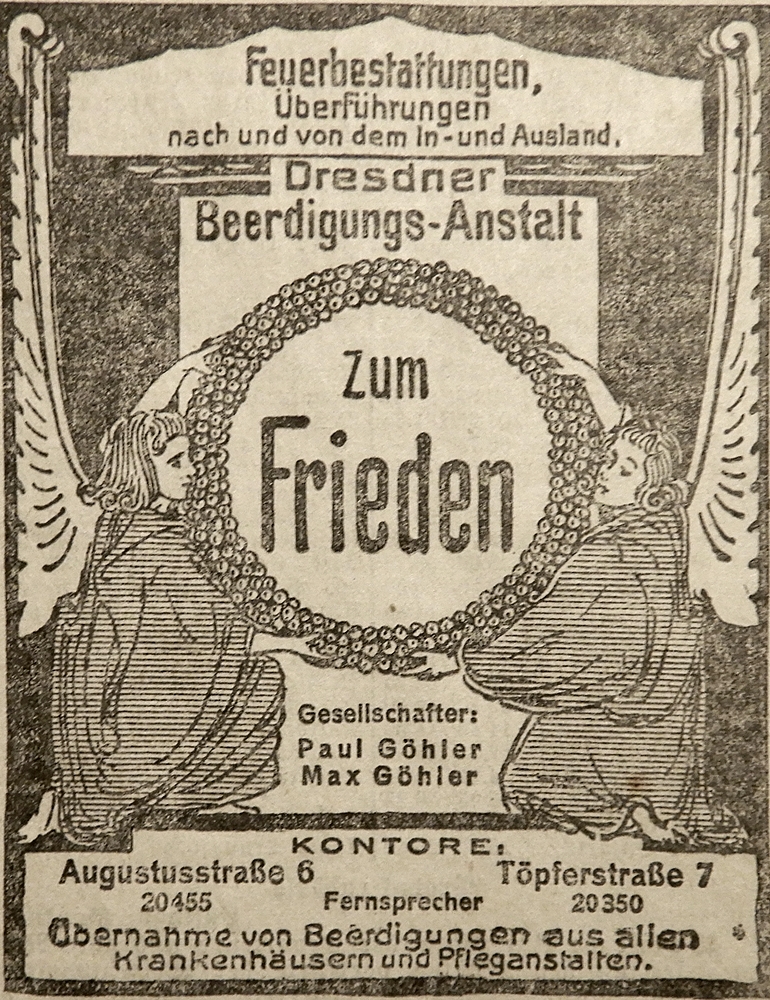 Feuerbestattungen,
Überführungen
nach und von dem In- und Ausland.
Dresdner
Beerdigungs-Anstalt
Zum
Frieden
Gesellschafter:
Paul Göhler
Max Göhler
KONTORE:
Augustusstraße 6 Töpferstraße 7
20455 Fernsprecher 20350
Übernahme von Beerdigungen aus allen
Krankenhäusern und Pfleganstalten.